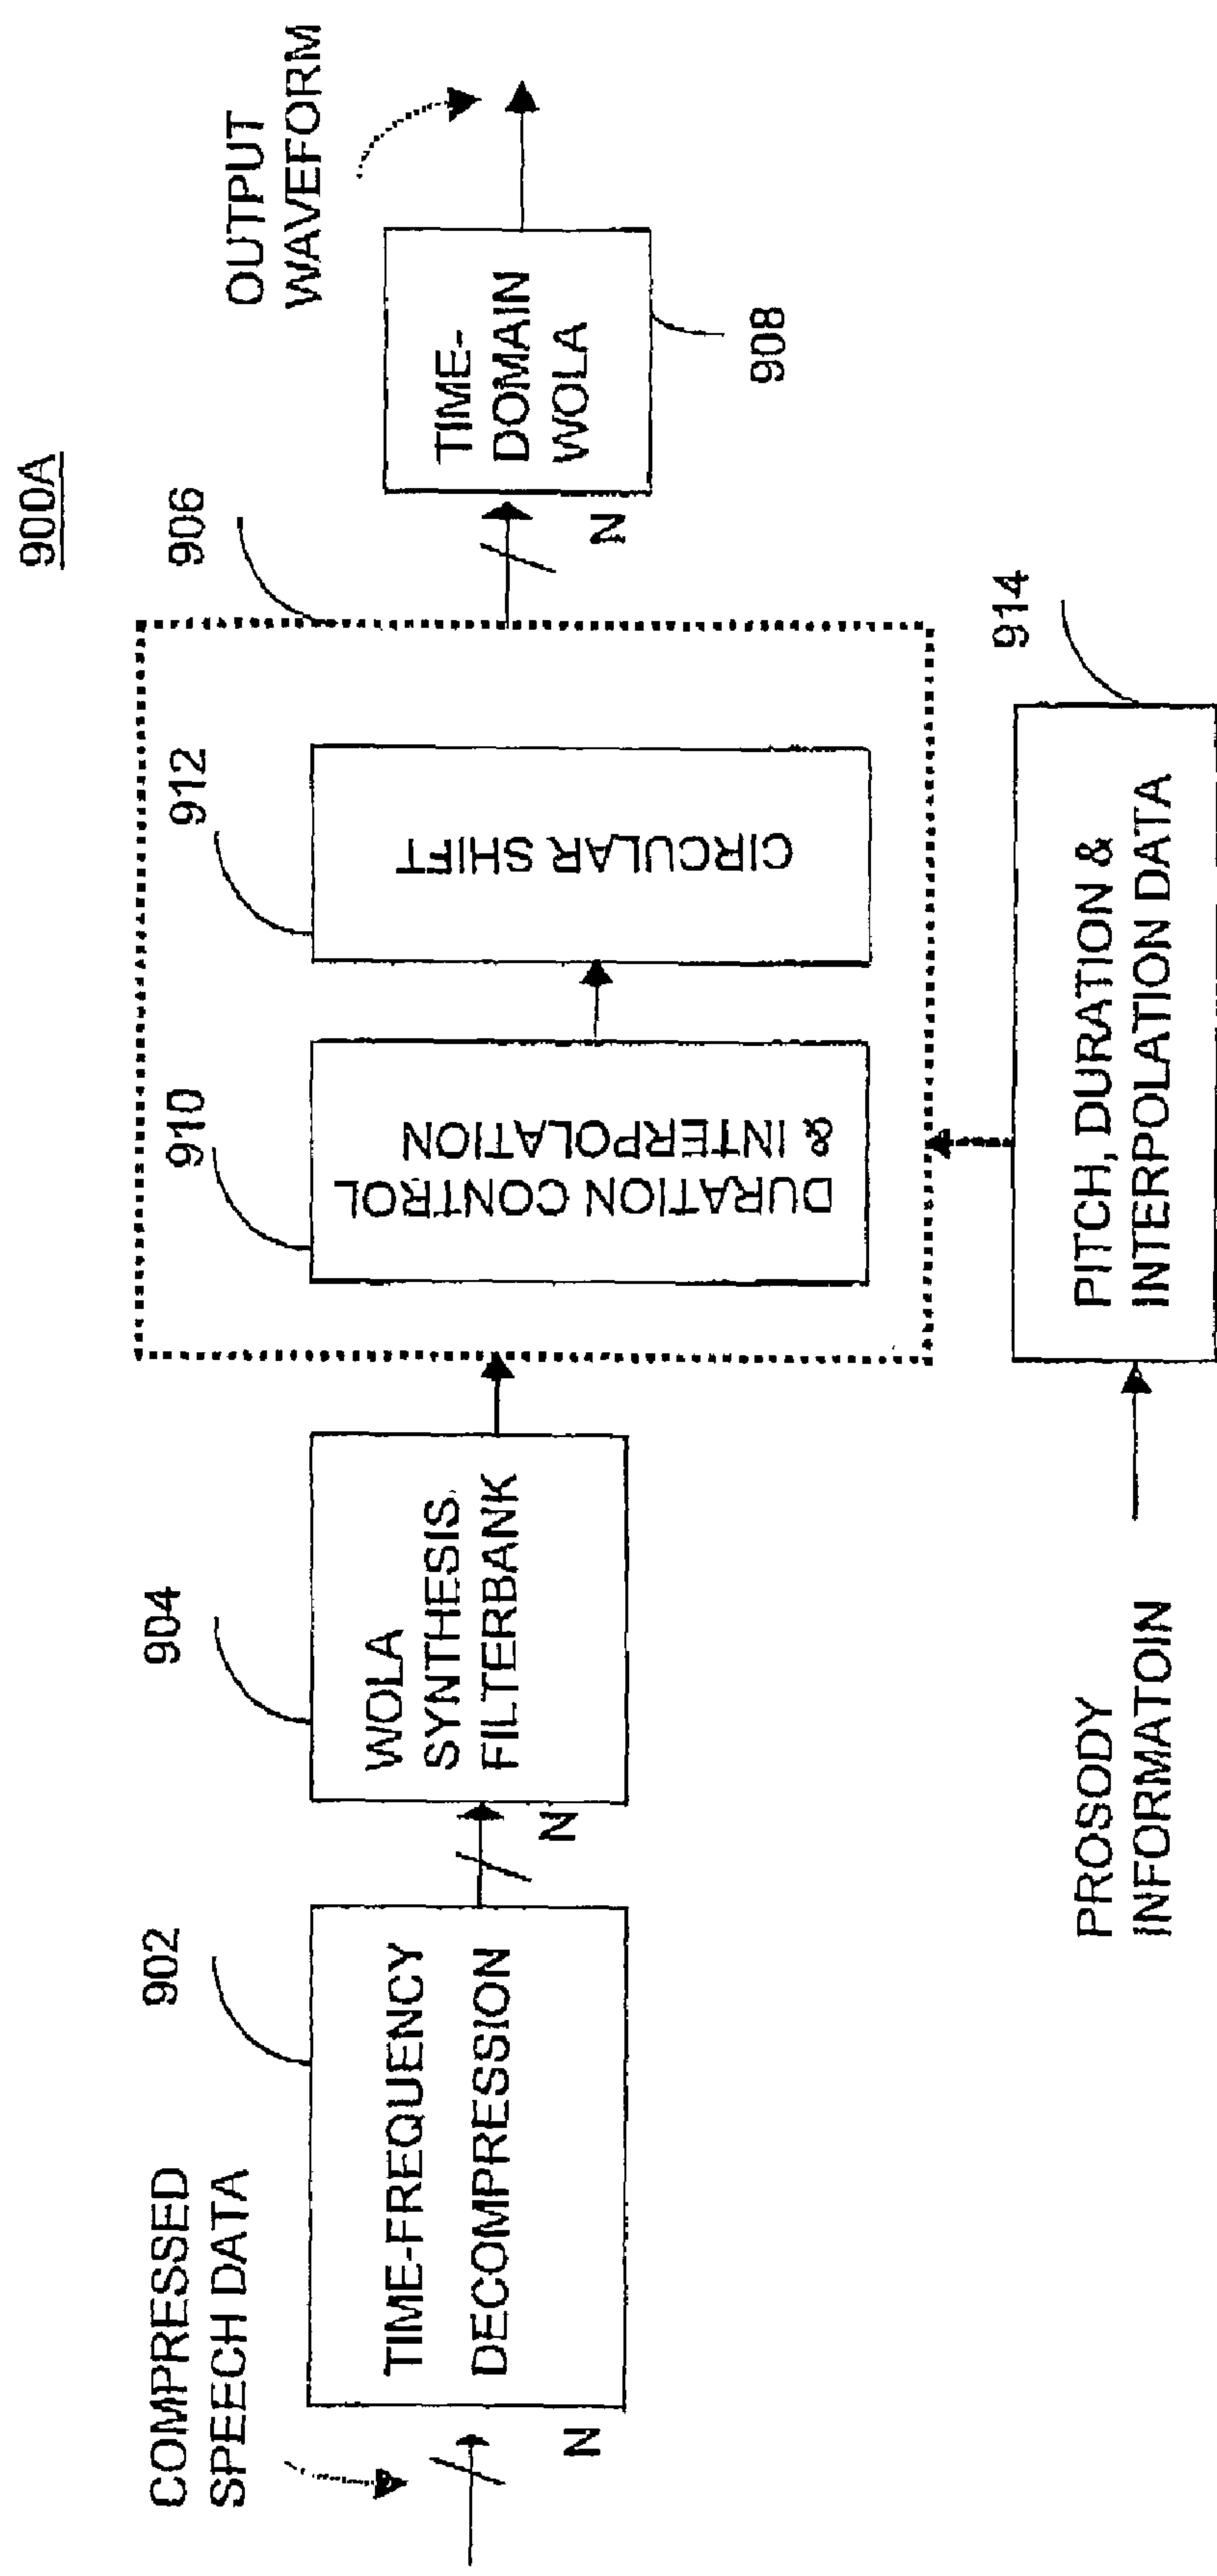 900A
COMPRESSED
SPEECH DATA
N
902
TIME-FREQUENCY
DECOMPRESSION
N
904
WOLA
SYNTHESIS
FILTERBANK
906
910
DURATION CONTROL
& INTERPOLATION
912
CIRCULAR SHIFT
N
TIME-
DOMAIN
WOLA
908
OUTPUT
WAVEFORM
PROSODY
INFORMATOIN
914
PITCH, DURATION &
INTERPOLATION DATA